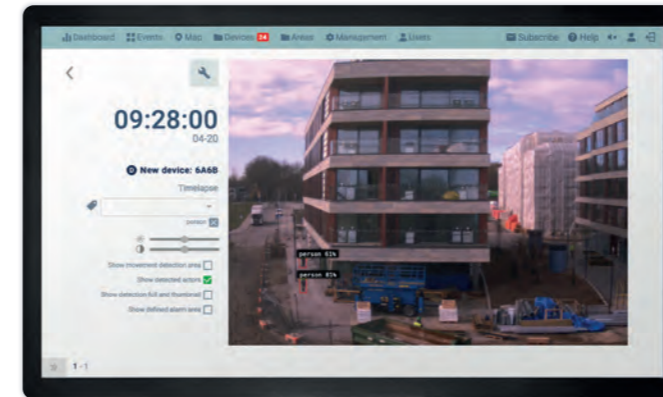 Dashboard Events Map Devices 24 Areas Management Users Subscribe Help
09:28:00
04-20
New device: 6A6B
Timelapse
person
Show movement detection area
Show detected actors
Show detection full and thumbnail
Show defined alarm area
person 61%
person 81%
1 -1